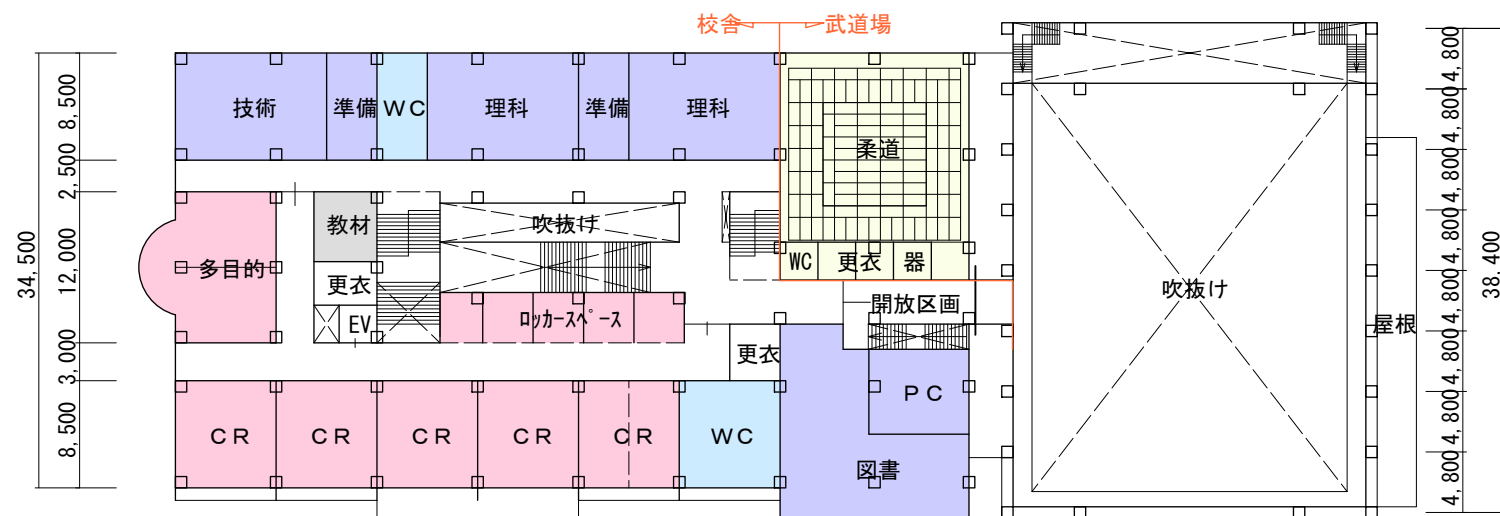 校舎 武道場
技術 準備 ＷＣ 理科 準備 理科
柔道
教材 吹抜け
多目的
更衣
WC 更衣 器
EV ﾛｯｶｰｽﾍﾟｰｽ
開放区画
吹抜け
屋根
更衣
ＰＣ
ＣＲ ＣＲ ＣＲ ＣＲ ＣＲ ＷＣ
図書
34,500
8,500
2,500
12,000
3,000
8,500
4,800
4,800
4,800
4,800
4,800
4,800
4,800
4,800
38.400